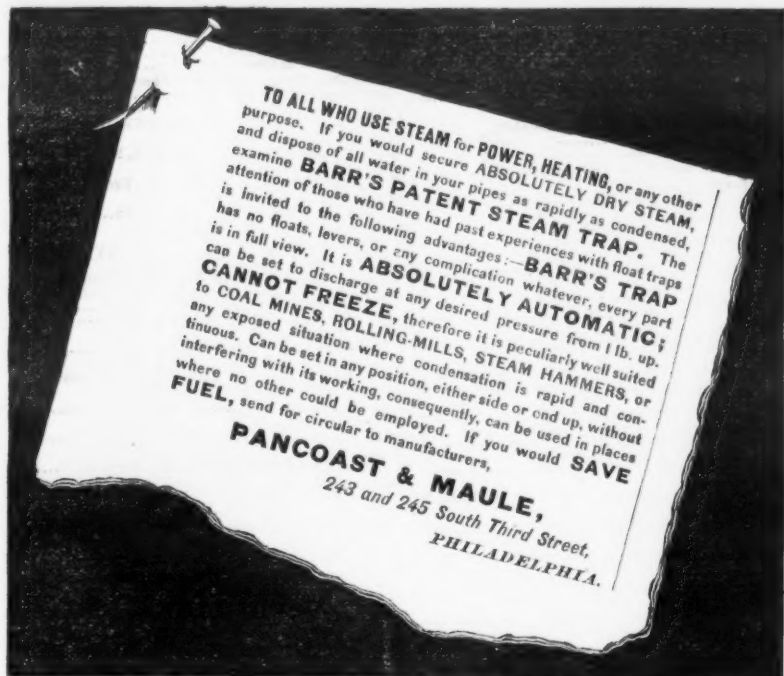 TO ALL WHO USE STEAM for POWER, HEATING, or any other
purpose. If you would secure ABSOLUTELY DRY STEAM,
and dispose of all water in your pipes as rapidly as condensed,
examine BARR'S PATENT STEAM TRAP. The
attention of those who have had past experiences with float traps
is invited to the following advantages:—BARR'S TRAP
has no floats, levers, or any complication whatever, every part
is in full view. It is ABSOLUTELY AUTOMATIC;
can be set to discharge at any desired pressure from 1 lb. up.
CANNOT FREEZE, therefore it is peculiarly well suited
to COAL MINES, ROLLING-MILLS, STEAM HAMMERS, or
any exposed situation where condensation is rapid and con-
tinuous. Can be set in any position, either side or end up, without
interfering with its working, consequently, can be used in places
where no other could be employed. If you would SAVE
FUEL, send for circular to manufacturers,
PANCOAST & MAULE,
243 and 245 South Third Street,
PHILADELPHIA.